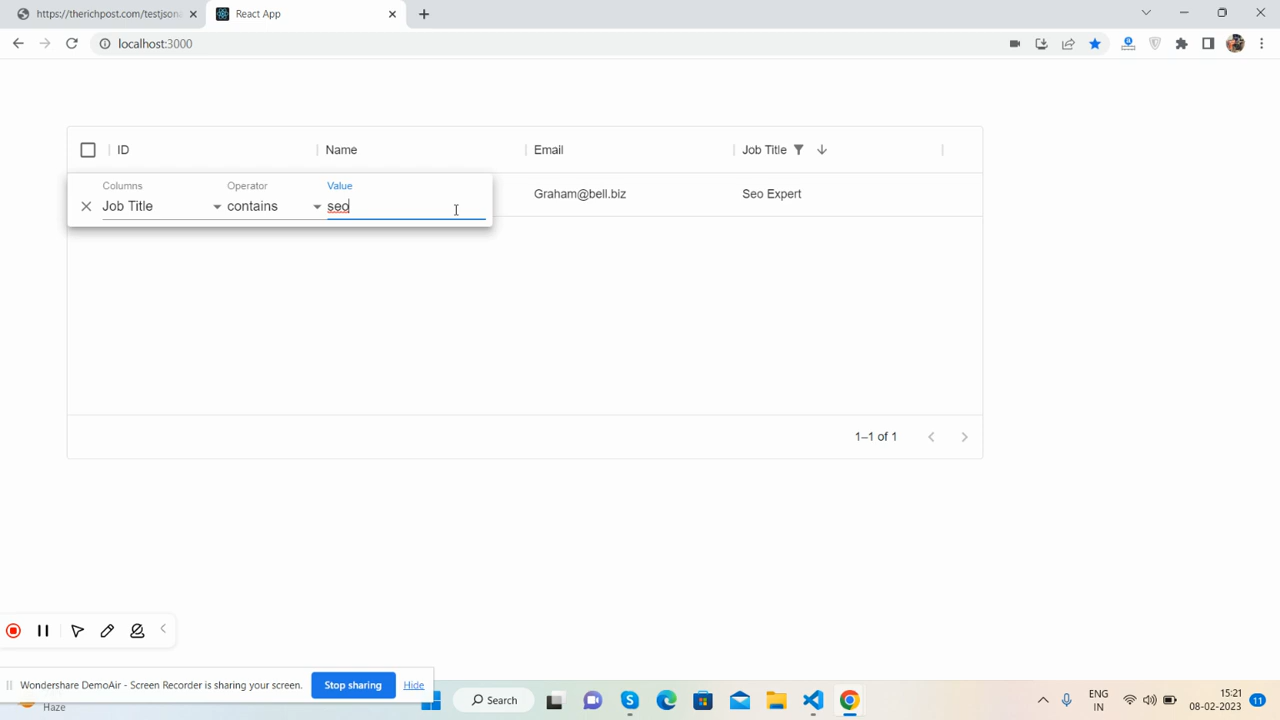 https://therichpost.com/testjson/
React App
localhost:3000
ID
Name
Email
Job Title
Columns
Operator
Value
Job Title
contains
seo
Graham@bell.biz
Seo Expert
1–1 of 1
Wondershare DemoAir - Screen Recorder is sharing your screen.
Stop sharing
Hide
Haze
Search
ENG
IN
15:21
08-02-2023
11